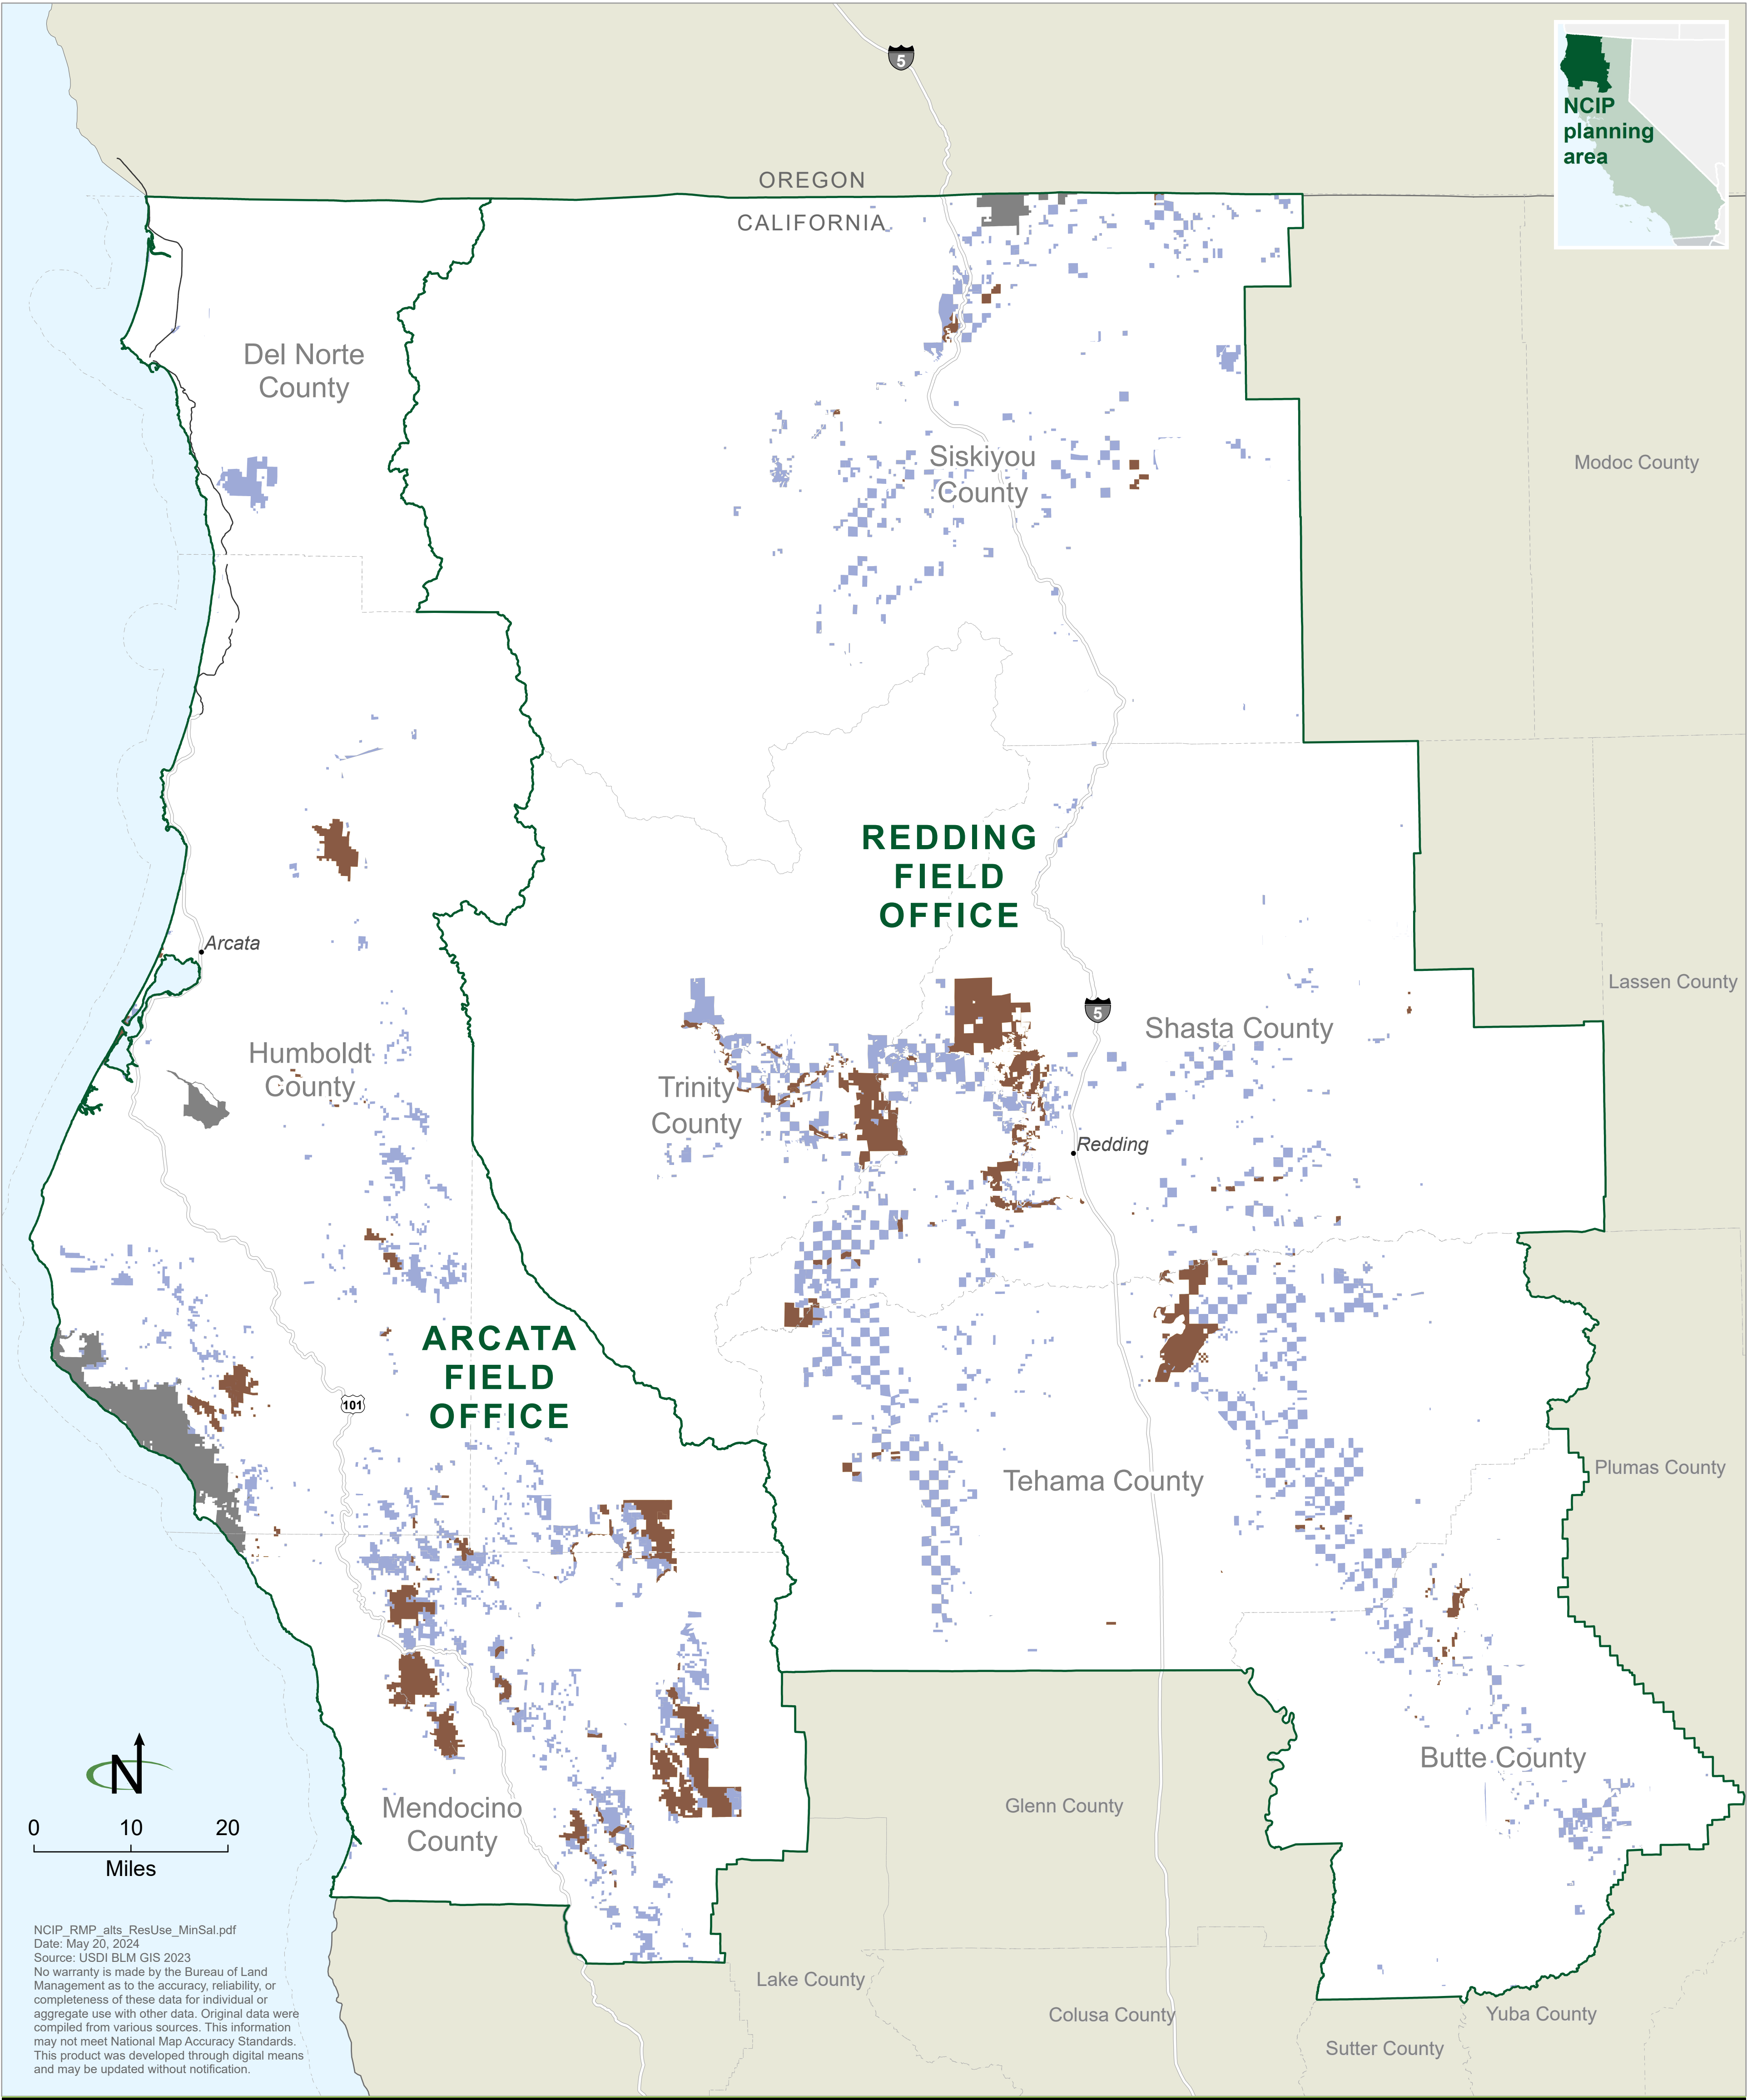 5
NCIP
planning
area
OREGON
CALIFORNIA
Del Norte
County
Siskiyou
County
Modoc County
REDDING
FIELD
OFFICE
Arcata
Lassen County
5
Shasta County
Humboldt
County
Trinity
County
Redding
ARCATA
FIELD
OFFICE
101
Plumas County
Tehama County
Butte County
Mendocino
County
Glenn County
N
0 10 20
Miles
NCIP_RMP_alts_ResUse_MinSal.pdf
Date: May 20, 2024
Source: USDI BLM GIS 2023
No warranty is made by the Bureau of Land
Management as to the accuracy, reliability, or
completeness of these data for individual or
aggregate use with other data. Original data were
compiled from various sources. This information
may not meet National Map Accuracy Standards.
This product was developed through digital means
and may be updated without notification.
Lake County
Colusa County
Yuba County
Sutter County